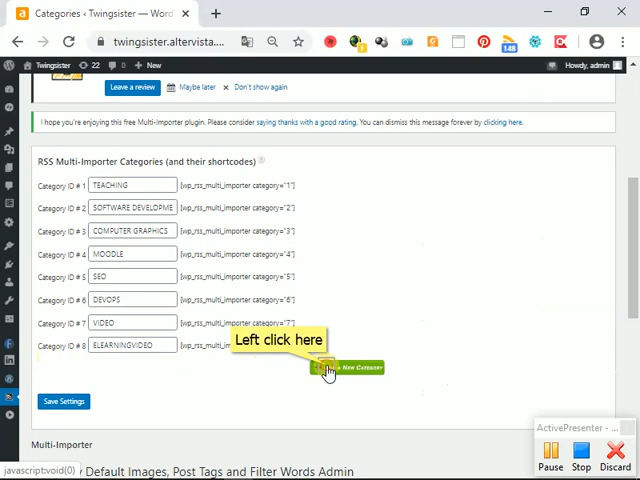 Categories ‹ Twingsister — Word
twingsister.altervista....
148
Twingsister 22 0 + New Howdy, admin
Leave a review Maybe later × Don't show again
I hope you're enjoying this free Multi-Importer plugin. Please consider saying thanks with a good rating. You can dismiss this message forever by clicking here.
RSS Multi-Importer Categories (and their shortcodes)
Category ID # 1 TEACHING [wp_rss_multi_importer category="1"]
Category ID # 2 SOFTWARE DEVELOPME [wp_rss_multi_importer category="2"]
Category ID # 3 COMPUTER GRAPHICS [wp_rss_multi_importer category="3"]
Category ID # 4 MOODLE [wp_rss_multi_importer category="4"]
Category ID # 5 SEO [wp_rss_multi_importer category="5"]
Category ID # 6 DEVOPS [wp_rss_multi_importer category="6"]
Category ID # 7 VIDEO [wp_rss_multi_importer category="7"]
Left click here
Category ID # 8 ELEARNINGVIDEO [wp_rss_multi_im
a New Category
Save Settings
ActivePresenter -...
Multi-Importer
Pause Stop Discard
javascript:void(0)
y Default Images, Post Tags and Filter Words Admin